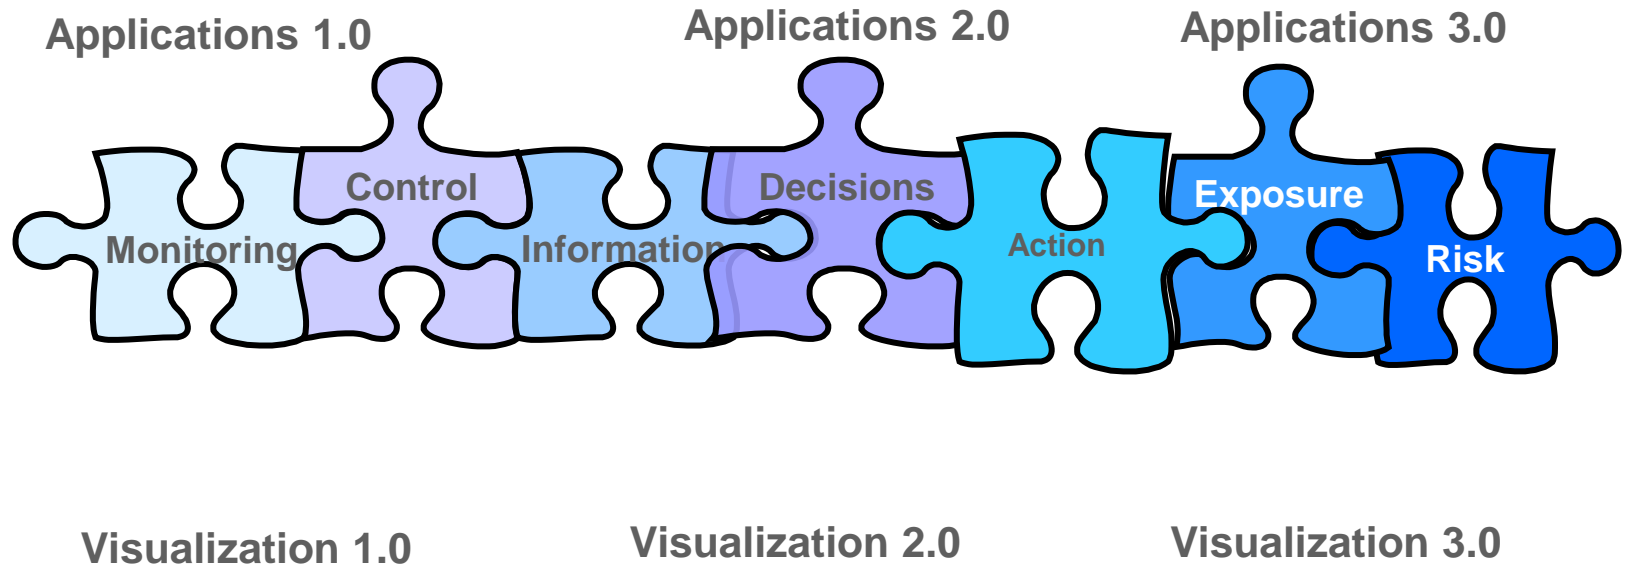 Applications 1.0
Applications 2.0
Applications 3.0
Monitoring
Control
Information
Decisions
Action
Exposure
Risk
Visualization 1.0
Visualization 2.0
Visualization 3.0